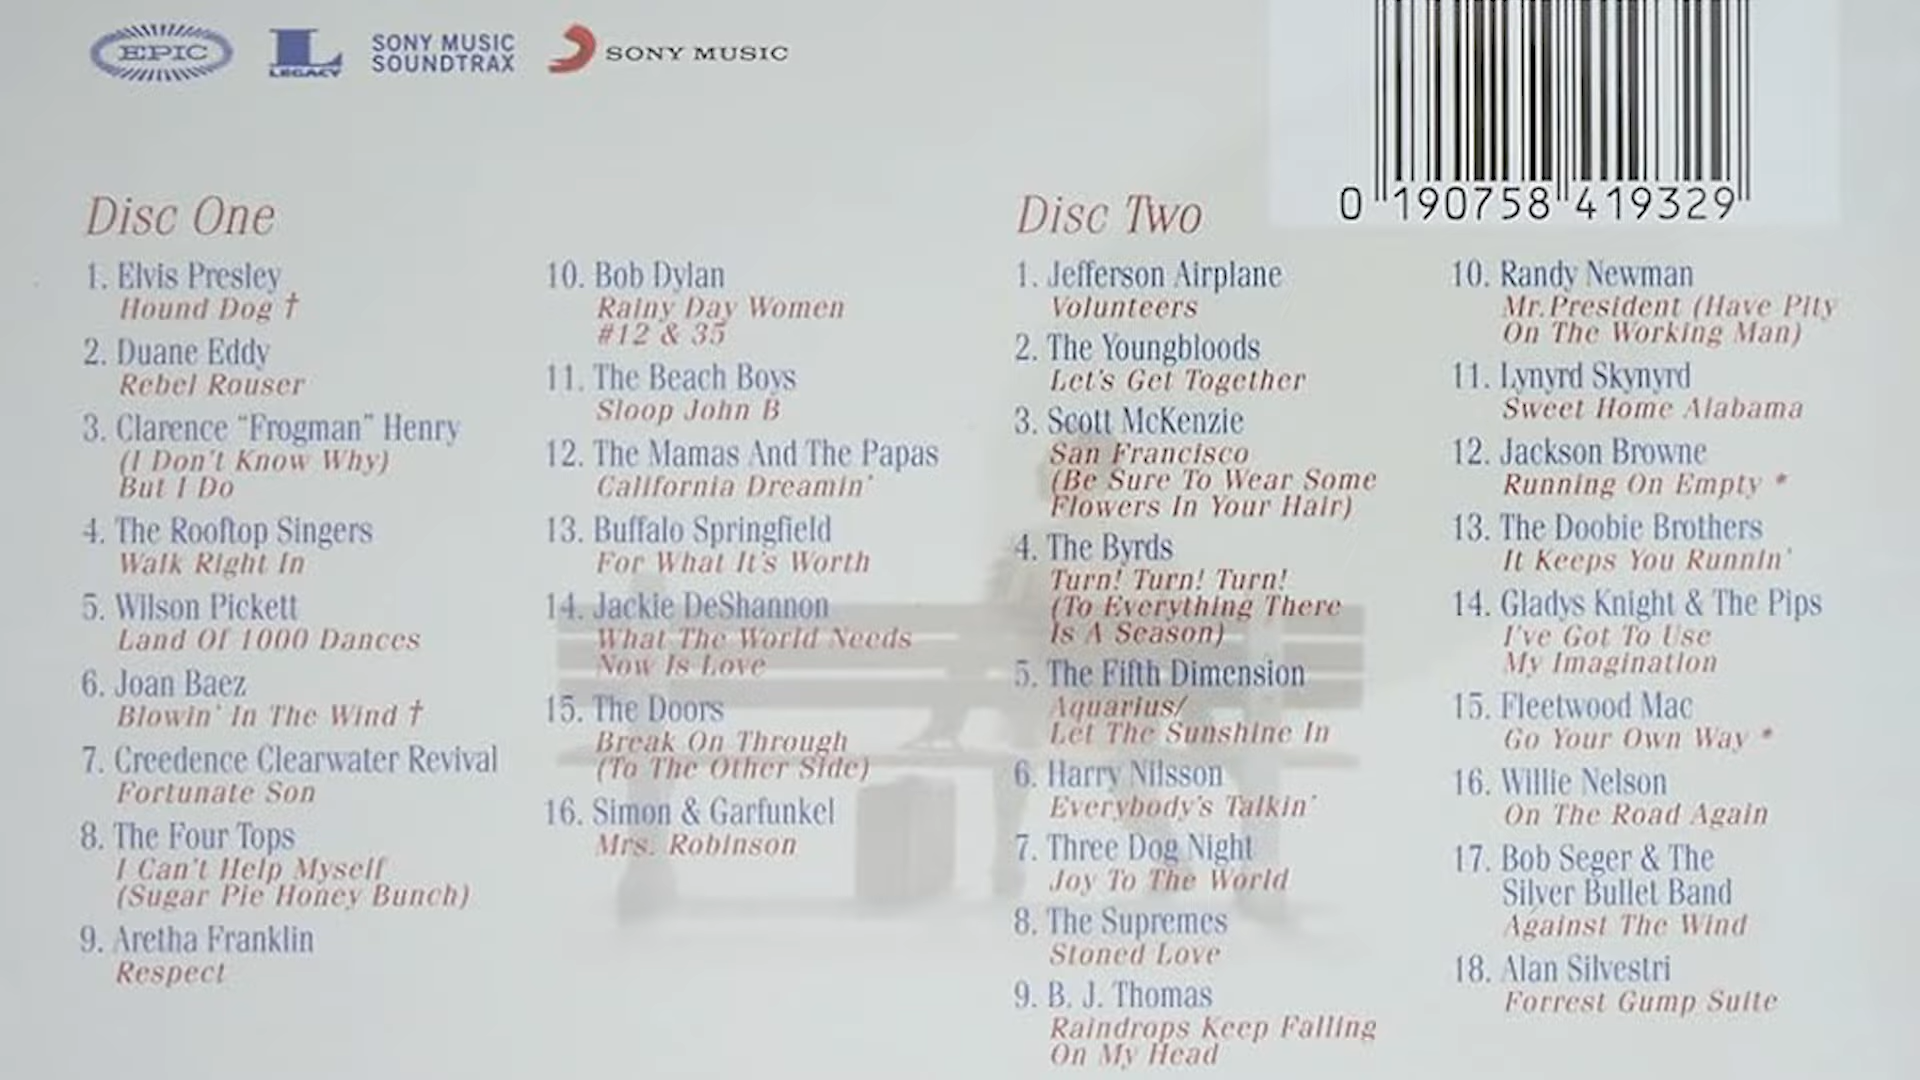 EPIC
L
LEGACY
SONY MUSIC
SOUNDTRAX
SONY MUSIC
0 190758 419329
Disc One
1. Elvis Presley
Hound Dog †
2. Duane Eddy
Rebel Rouser
3. Clarence “Frogman” Henry
(I Don't Know Why)
But I Do
4. The Rooftop Singers
Walk Right In
5. Wilson Pickett
Land Of 1000 Dances
6. Joan Baez
Blowin' In The Wind †
7. Creedence Clearwater Revival
Fortunate Son
8. The Four Tops
I Can't Help Myself
(Sugar Pie Honey Bunch)
9. Aretha Franklin
Respect
10. Bob Dylan
Rainy Day Women
#12 & 35
11. The Beach Boys
Sloop John B
12. The Mamas And The Papas
California Dreamin'
13. Buffalo Springfield
For What It's Worth
14. Jackie DeShannon
What The World Needs
Now Is Love
15. The Doors
Break On Through
(To The Other Side)
16. Simon & Garfunkel
Mrs. Robinson
Disc Two
1. Jefferson Airplane
Volunteers
2. The Youngbloods
Let's Get Together
3. Scott McKenzie
San Francisco
(Be Sure To Wear Some
Flowers In Your Hair)
4. The Byrds
Turn! Turn! Turn!
(To Everything There
Is A Season)
5. The Fifth Dimension
Aquarius/
Let The Sunshine In
6. Harry Nilsson
Everybody's Talkin'
7. Three Dog Night
Joy To The World
8. The Supremes
Stoned Love
9. B. J. Thomas
Raindrops Keep Falling
On My Head
10. Randy Newman
Mr. President (Have Pity
On The Working Man)
11. Lynyrd Skynyrd
Sweet Home Alabama
12. Jackson Browne
Running On Empty *
13. The Doobie Brothers
It Keeps You Runnin'
14. Gladys Knight & The Pips
I've Got To Use
My Imagination
15. Fleetwood Mac
Go Your Own Way *
16. Willie Nelson
On The Road Again
17. Bob Seger & The
Silver Bullet Band
Against The Wind
18. Alan Silvestri
Forrest Gump Suite